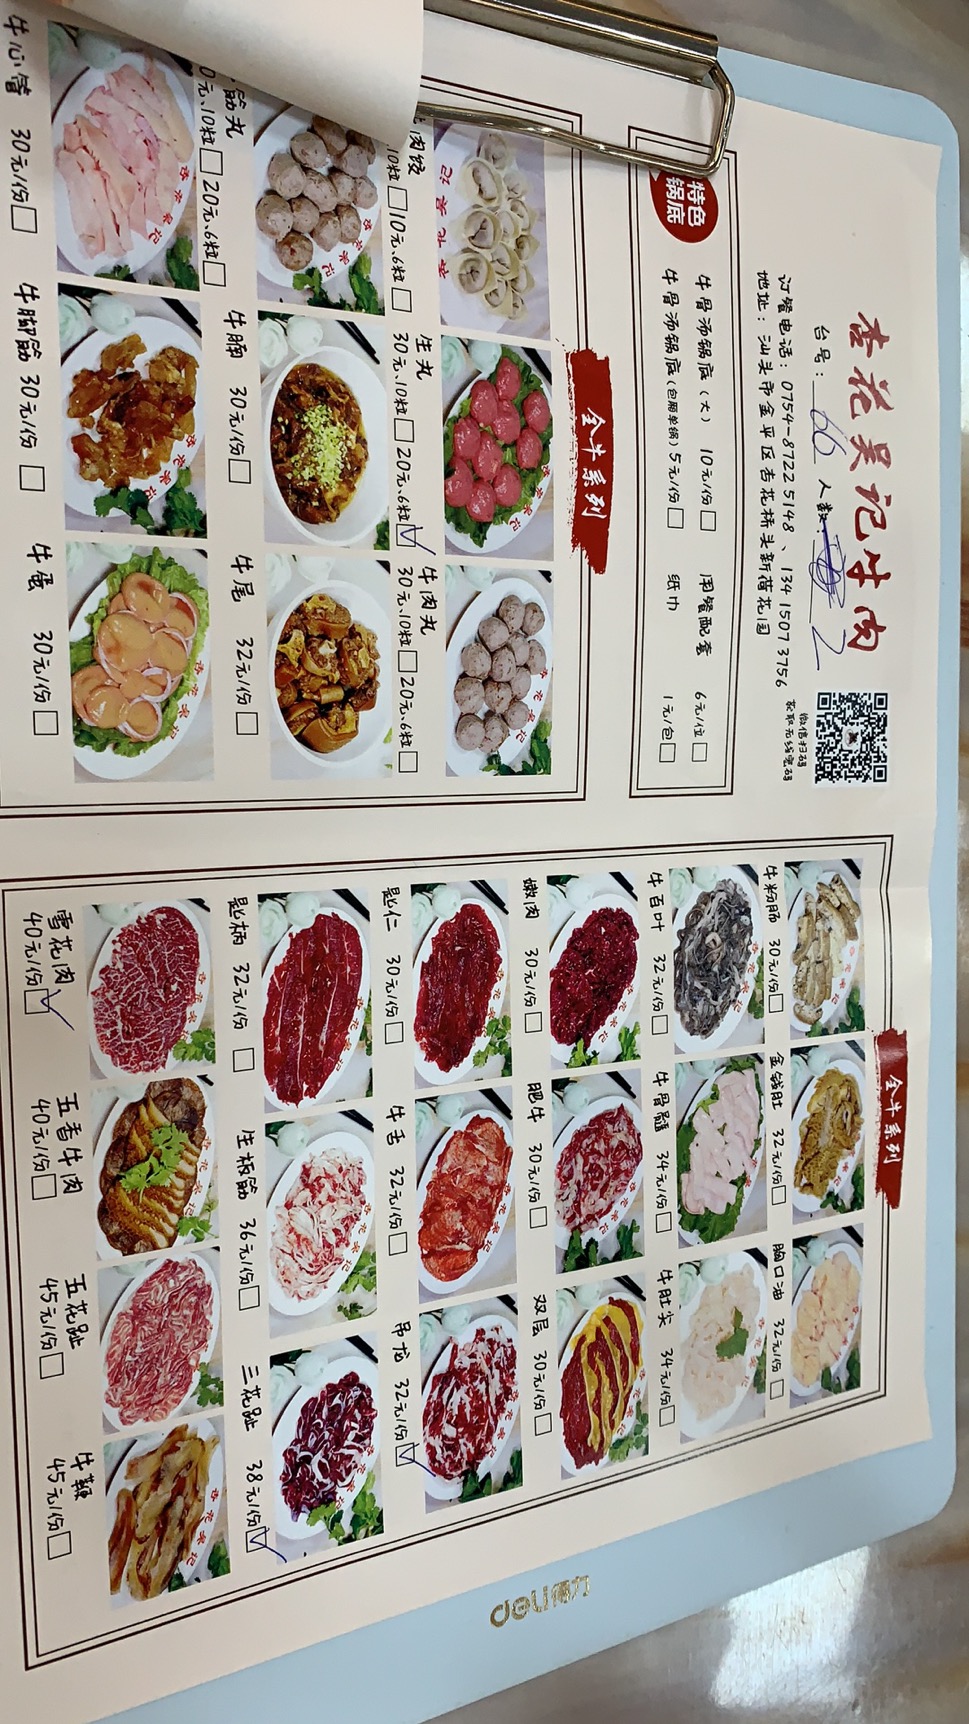 杏花吴记牛肉
台号：66 人数： 2
订餐电话：0754-8722 5148、134 1507 3756
地址：汕头市金平区杏花桥头新荷花园
微信扫码
获取无线密码
特色
锅底
牛骨汤锅底（大） 10元/份□ 用餐配套 6元/位□
牛骨汤锅底（包厢单锅）5元/份□ 纸巾 1元/包□
全牛系列
肉饺
10粒□10元、6粒□
生丸
30元、10粒□20元、6粒☑
牛肉丸
30元、10粒□20元、6粒□
筋丸
0元、10粒□20元、6粒□
牛腩 30元/份□
牛尾 32元/份□
牛心管 30元/份□
牛脚筋 30元/份□
牛蛋 30元/份□
全牛系列
牛粉肠 30元/份□
金钱肚 32元/份□
胸口油 32元/份□
牛百叶 32元/份□
牛骨髓 34元/份□
牛肚尖 34元/份□
嫩肉 30元/份□
肥牛 30元/份□
双层 30元/份□
匙仁 30元/份□
牛舌 32元/份□
吊龙 32元/份☑
匙柄 32元/份□
生板筋 36元/份□
三花趾 38元/份☑
雪花肉
40元/份☑
五香牛肉
40元/份□
五花趾
45元/份□
牛鞭
45元/份□
deli得力